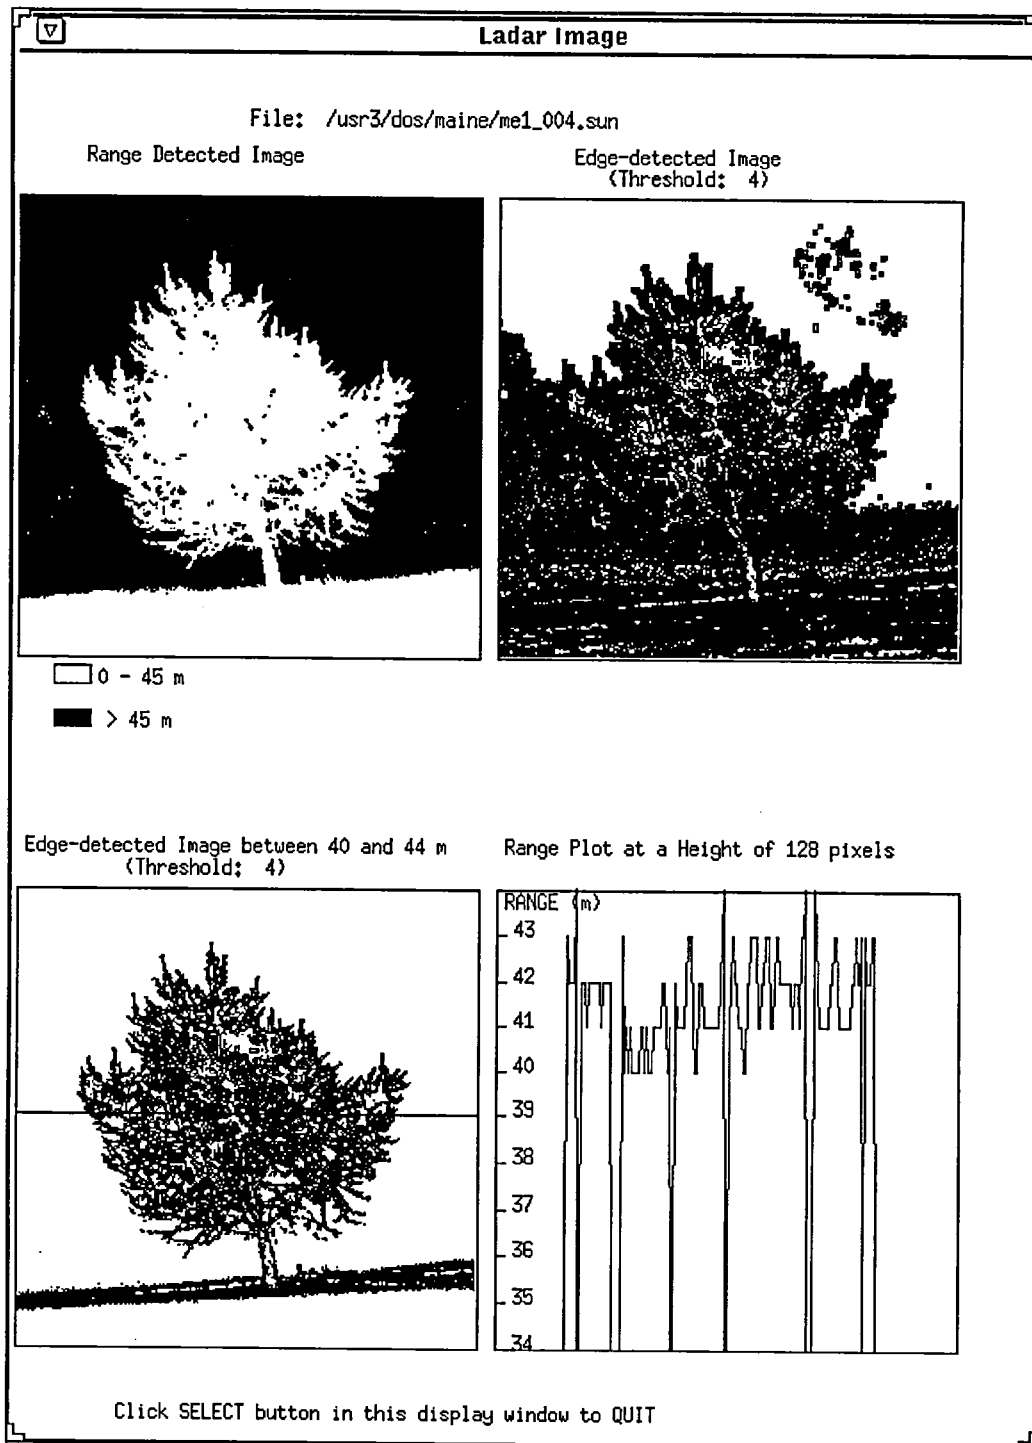 Ladar Image
File: /usr3/dos/maine/me1_004.sun
Range Detected Image
Edge-detected Image
(Threshold: 4)
0 - 45 m
> 45 m
Edge-detected Image between 40 and 44 m
(Threshold: 4)
Range Plot at a Height of 128 pixels
RANGE (m)
43
42
41
40
39
38
37
36
35
34
Click SELECT button in this display window to QUIT